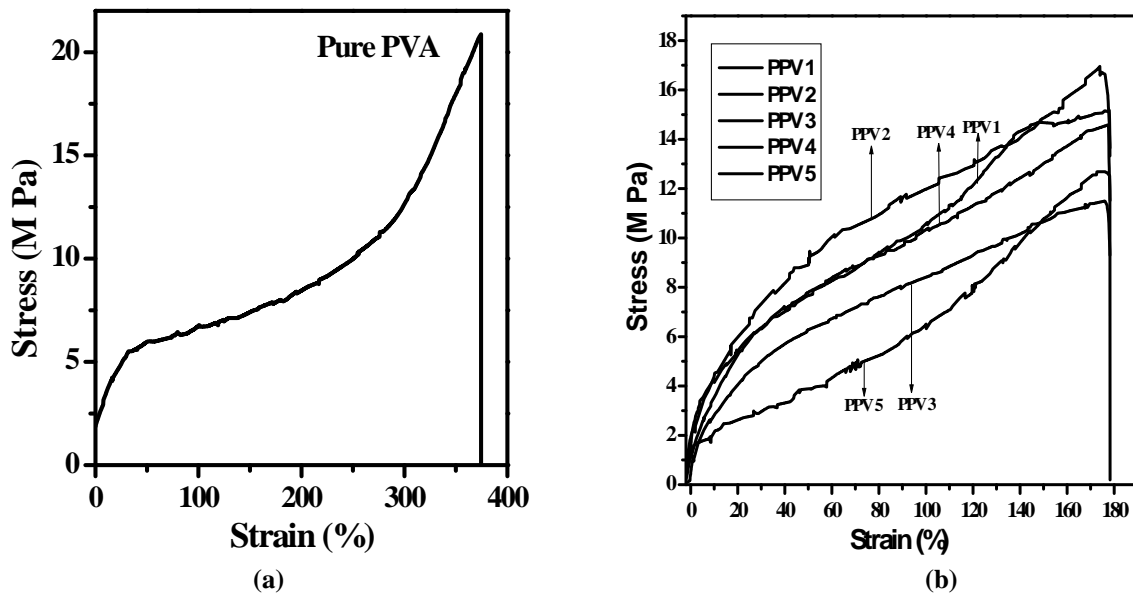 Pure PVA
20
15
10
5
0
0 100 200 300 400
Stress (M Pa)
Strain (%)
(a)
18
16
14
12
10
8
6
4
2
0
0 20 40 60 80 100 120 140 160 180
Stress (M Pa)
Strain (%)
PPV1
PPV2
PPV3
PPV4
PPV5
PPV2
PPV4
PPV1
PPV5
PPV3
(b)